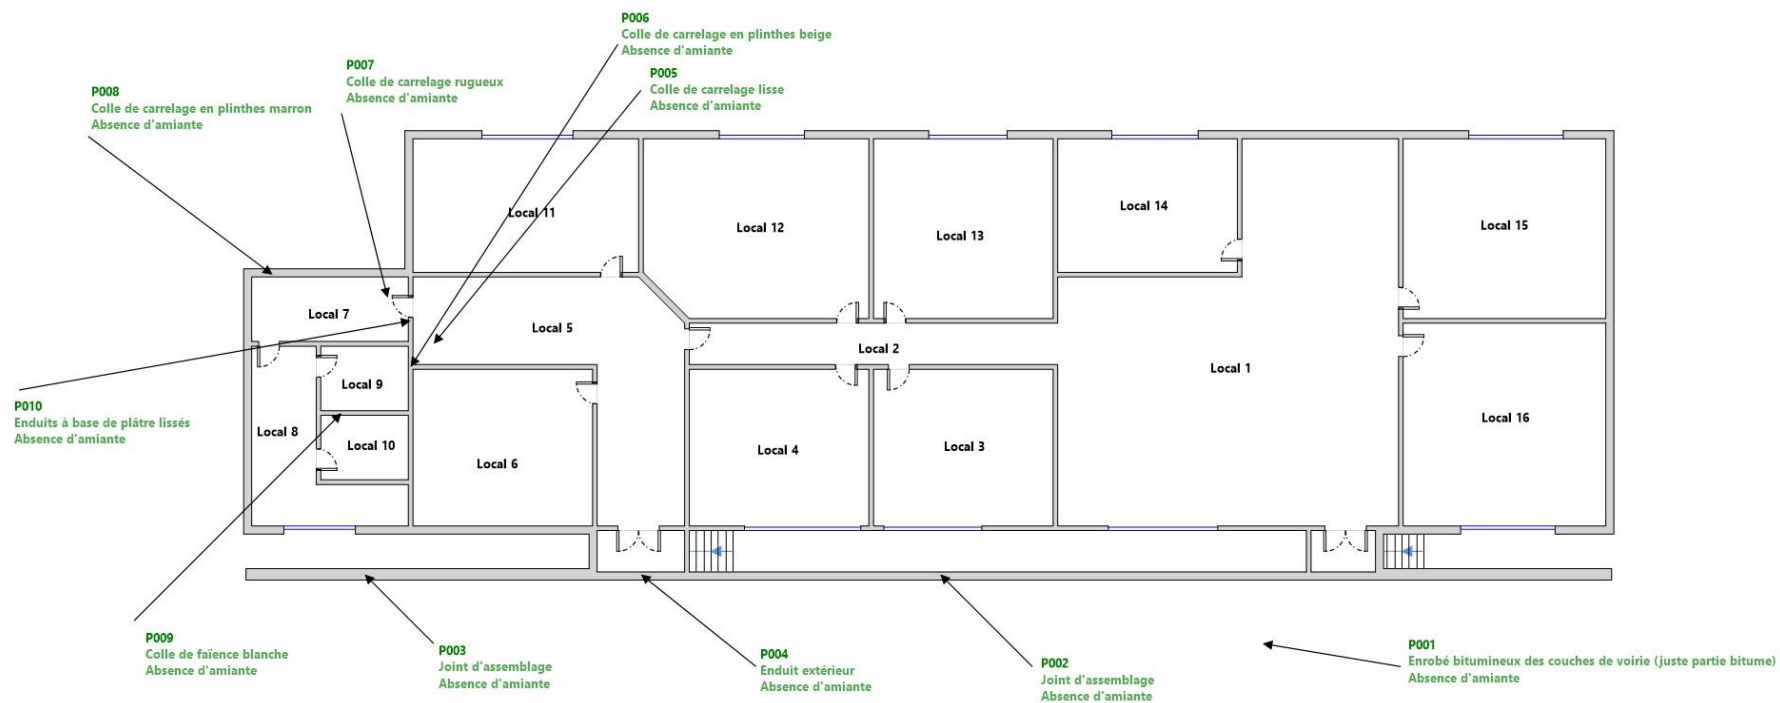 P006
Colle de carrelage en plinthes beige
Absence d'amiante
P007
Colle de carrelage rugueux
Absence d'amiante
P005
Colle de carrelage lisse
Absence d'amiante
P008
Colle de carrelage en plinthes marron
Absence d'amiante
Local 11
Local 12
Local 13
Local 14
Local 15
Local 7
Local 5
Local 2
Local 1
Local 9
Local 8
Local 10
Local 6
Local 4
Local 3
Local 16
P010
Enduits à base de plâtre lissés
Absence d'amiante
P009
Colle de faïence blanche
Absence d'amiante
P003
Joint d'assemblage
Absence d'amiante
P004
Enduit extérieur
Absence d'amiante
P002
Joint d'assemblage
Absence d'amiante
P001
Enrobé bitumineux des couches de voirie (juste partie bitume)
Absence d'amiante